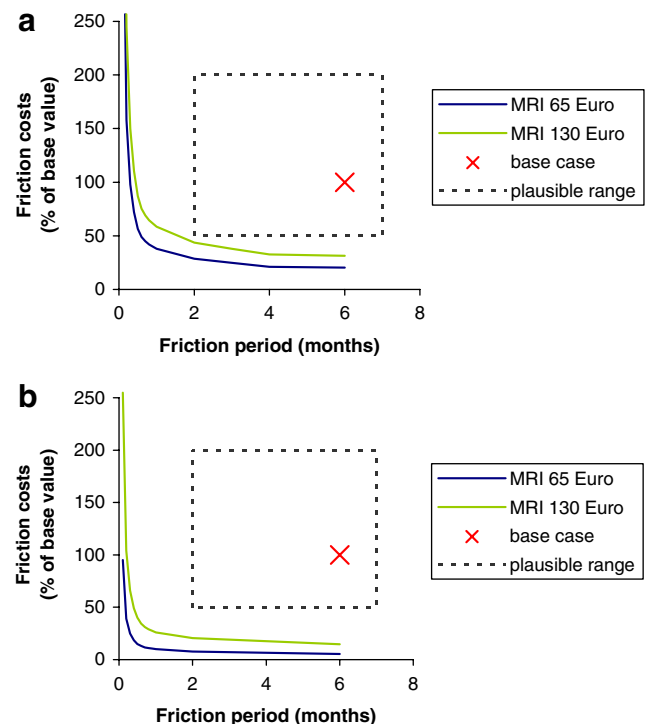 a
Friction costs
(% of base value)
250
200
150
100
50
0
0 2 4 6 8
Friction period (months)
MRI 65 Euro
MRI 130 Euro
base case
plausible range
b
Friction costs
(% of base value)
250
200
150
100
50
0
0 2 4 6 8
Friction period (months)
MRI 65 Euro
MRI 130 Euro
base case
plausible range